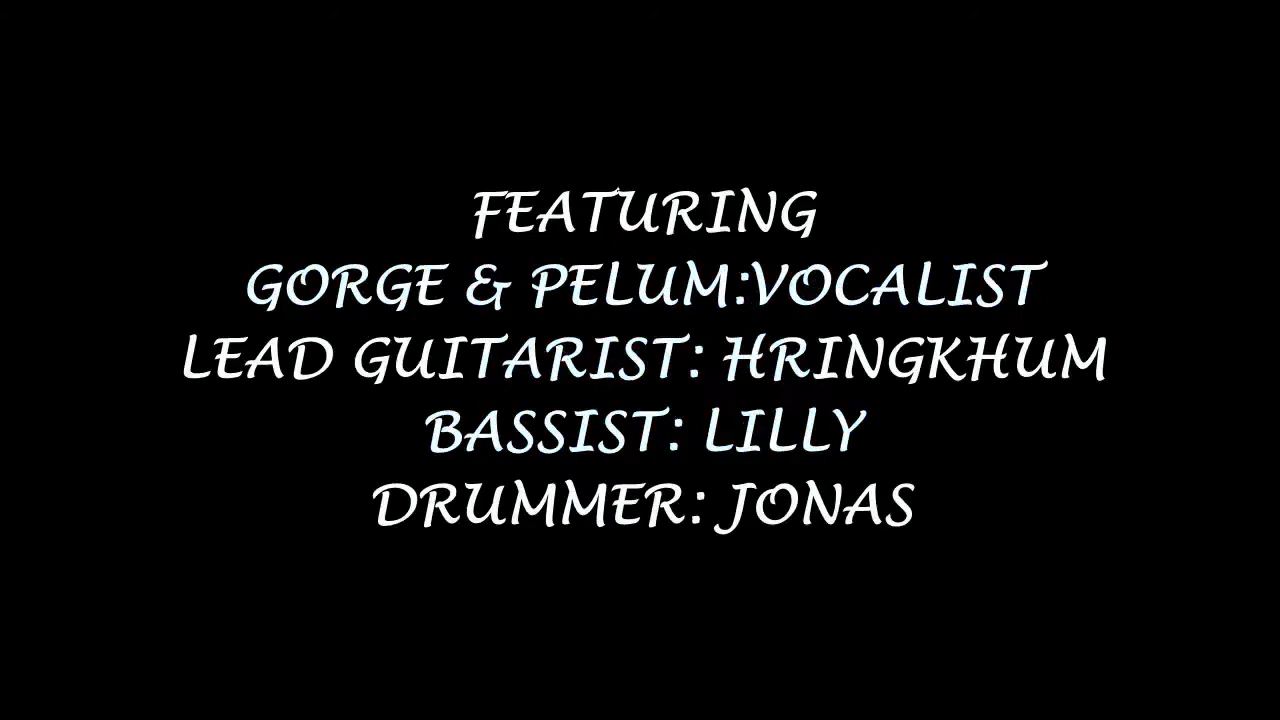 FEATURING
GORGE & PELUM:VOCALIST
LEAD GUITARIST: HRINGKHUM
BASSIST: LILLY
DRUMMER: JONAS